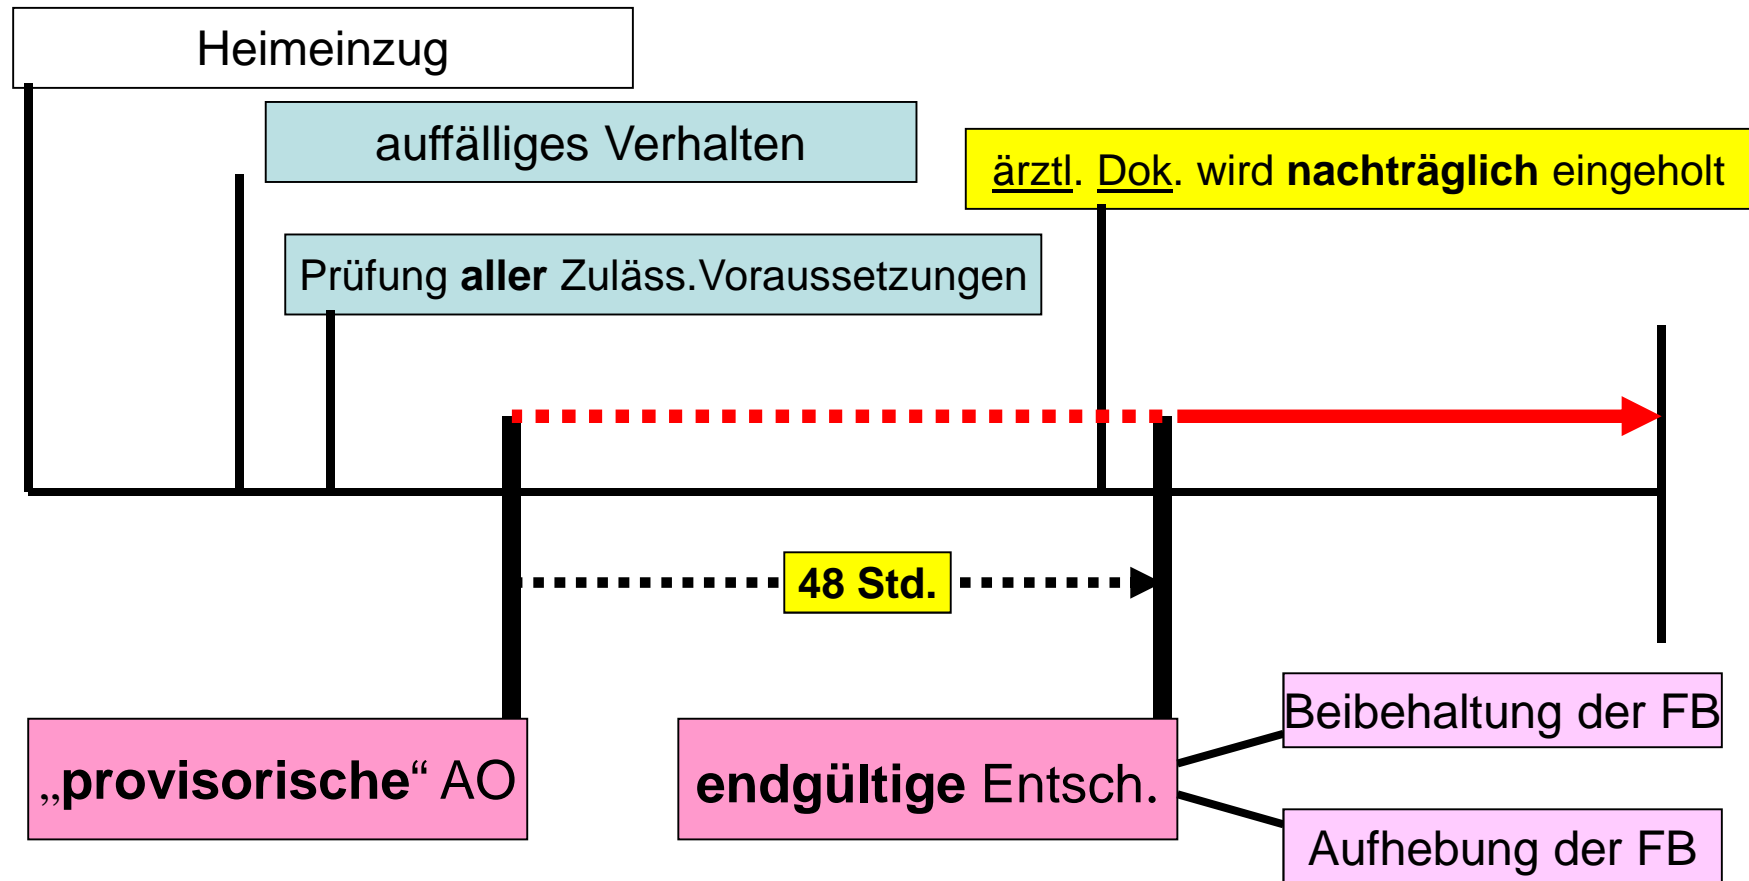 Heimeinzug
auffälliges Verhalten
ärztl. Dok. wird nachträglich eingeholt
Prüfung aller Zuläss.Voraussetzungen
48 Std.
„provisorische“ AO
endgültige Entsch.
Beibehaltung der FB
Aufhebung der FB